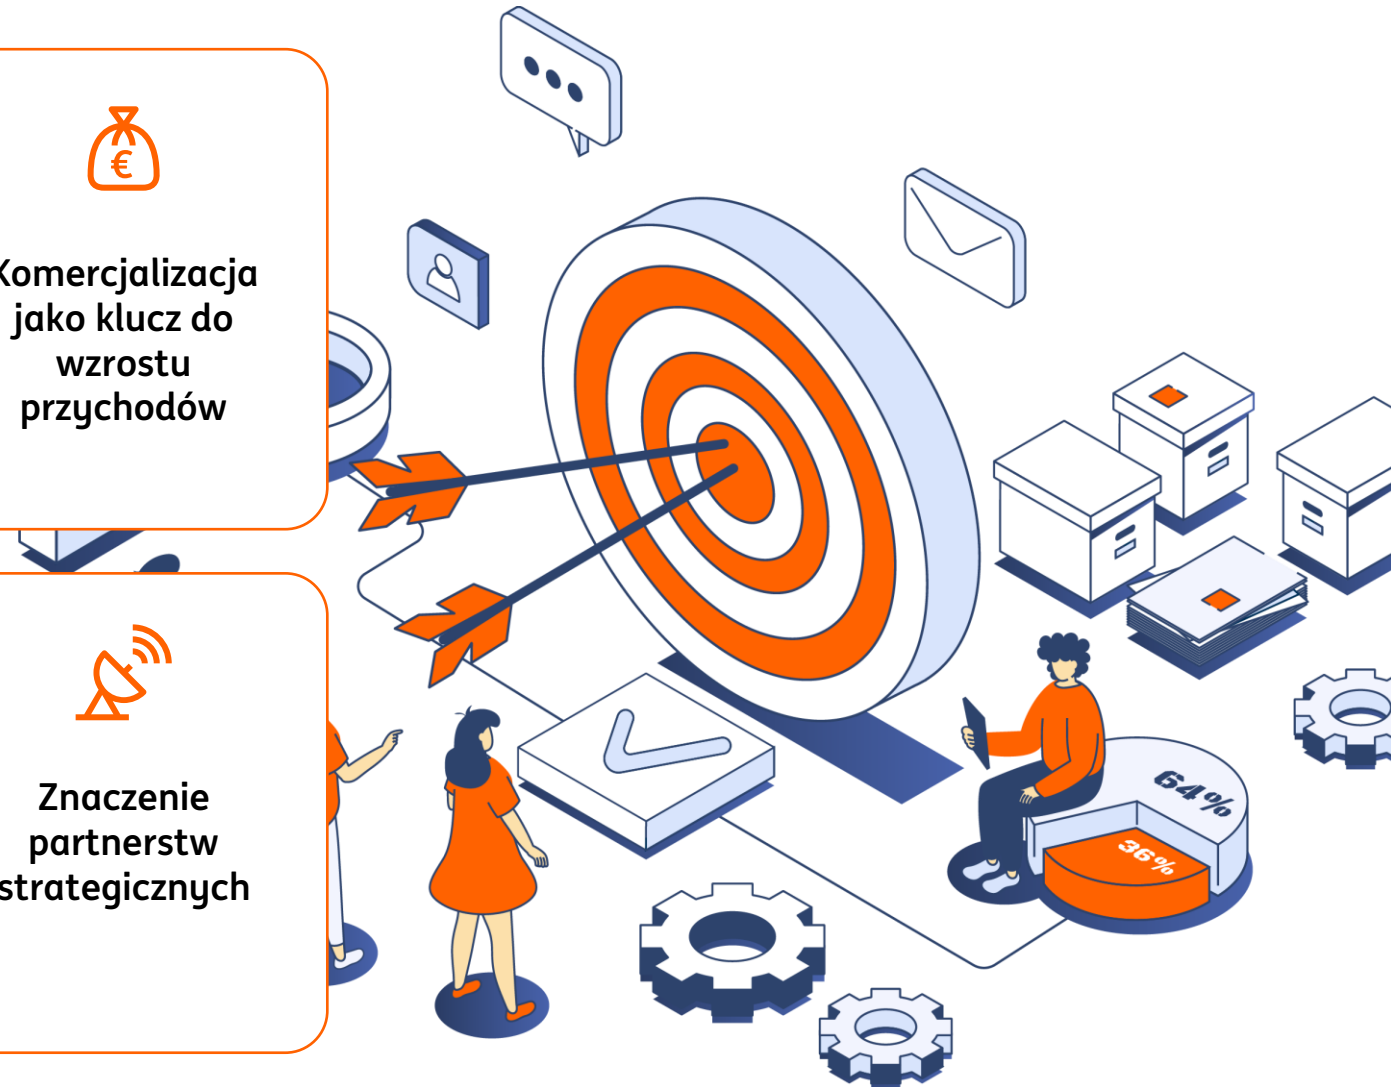 €
Komercjalizacja
jako klucz do
wzrostu
przychodów
Znaczenie
partnerstw
strategicznych
64%
36%